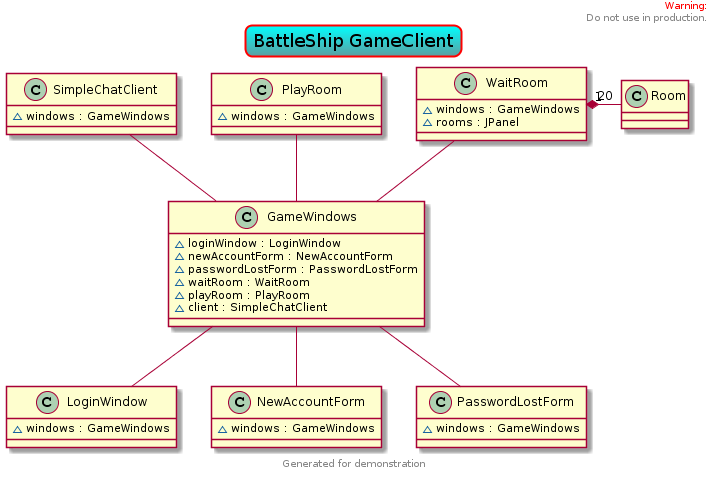 Warning:
Do not use in production.
BattleShip GameClient
C SimpleChatClient
windows : GameWindows
C PlayRoom
windows : GameWindows
C WaitRoom
windows : GameWindows
rooms : JPanel
1 20
C Room
C GameWindows
loginWindow : LoginWindow
newAccountForm : NewAccountForm
passwordLostForm : PasswordLostForm
waitRoom : WaitRoom
playRoom : PlayRoom
client : SimpleChatClient
C LoginWindow
windows : GameWindows
C NewAccountForm
windows : GameWindows
C PasswordLostForm
windows : GameWindows
Generated for demonstration